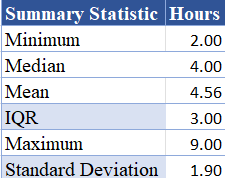 Summary Statistic Hours
Minimum 2.00
Median 4.00
Mean 4.56
IQR 3.00
Maximum 9.00
Standard Deviation 1.90